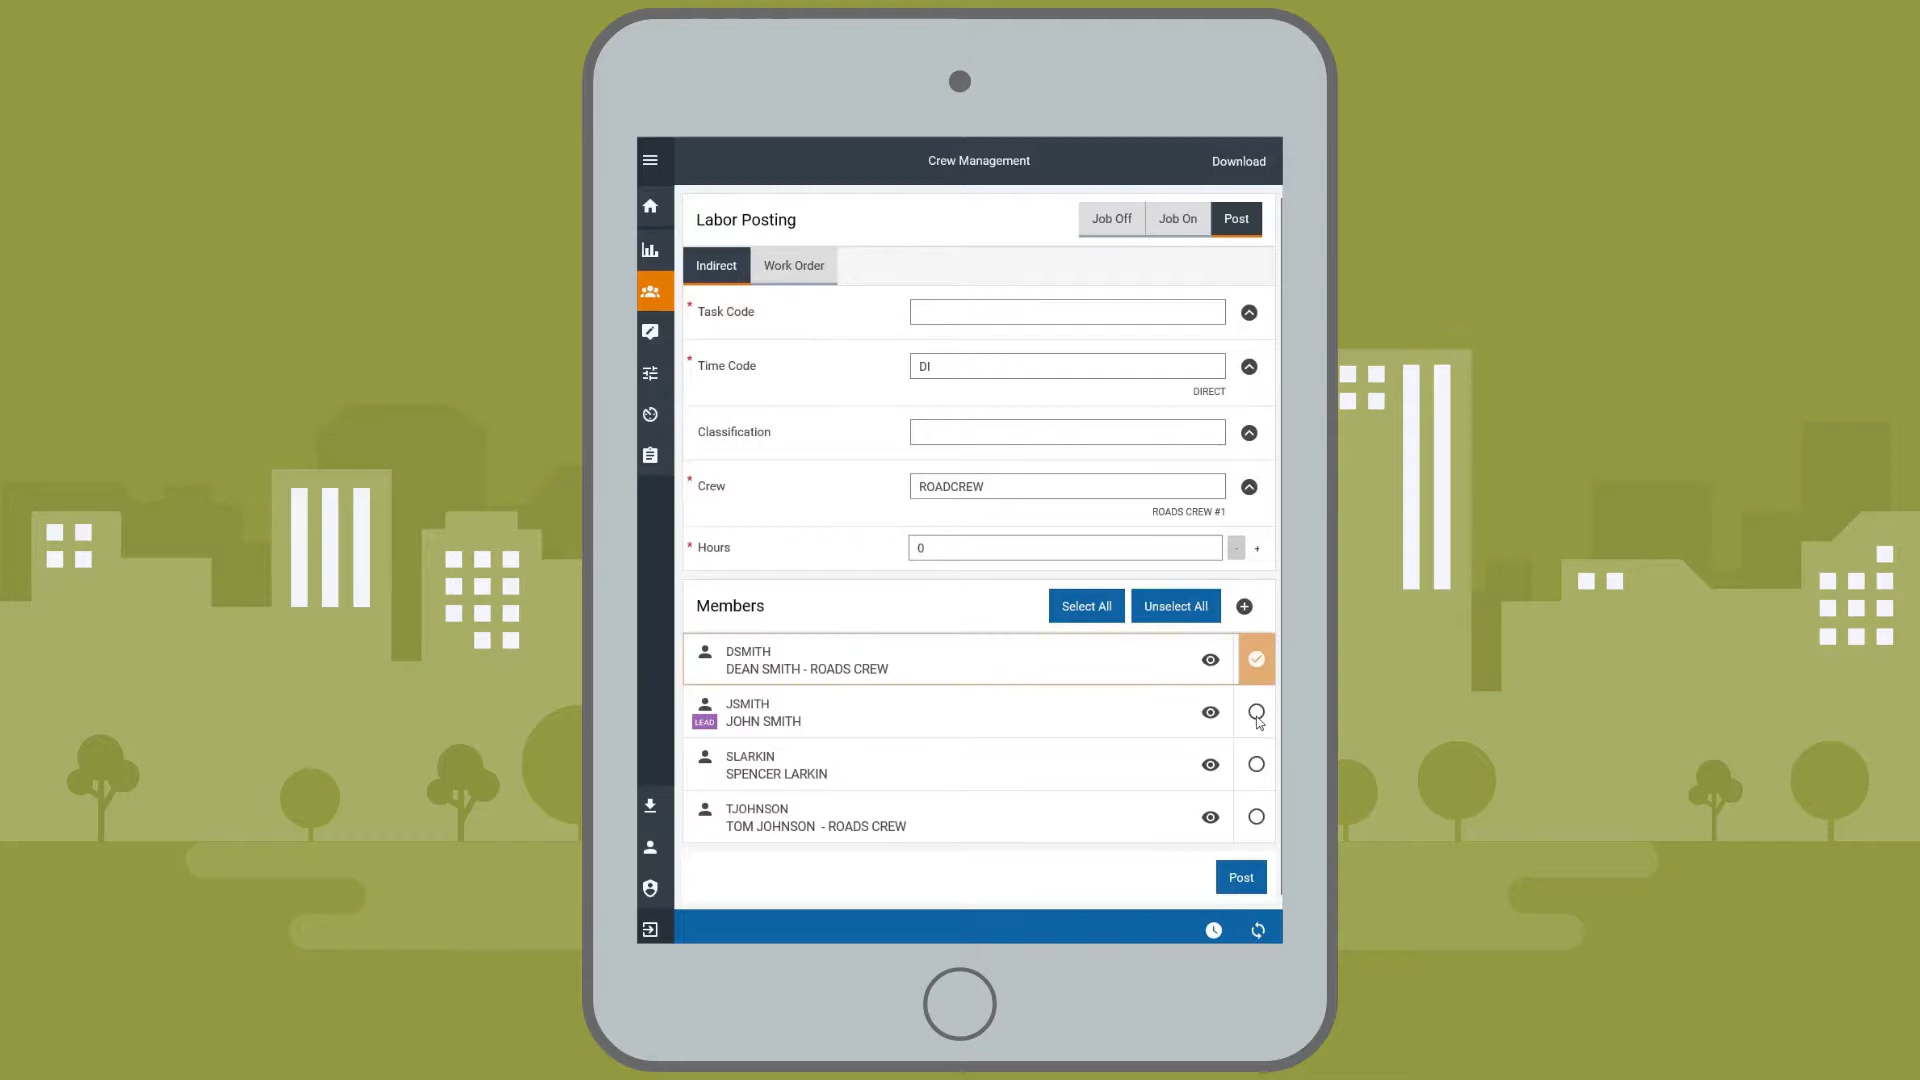 Crew Management
Download
Labor Posting
Job Off
Job On
Post
Indirect
Work Order
* Task Code
* Time Code
DI
DIRECT
Classification
* Crew
ROADCREW
ROADS CREW #1
* Hours
0
- +
Members
Select All
Unselect All
DSMITH
DEAN SMITH - ROADS CREW
JSMITH
LEAD
JOHN SMITH
SLARKIN
SPENCER LARKIN
TJOHNSON
TOM JOHNSON - ROADS CREW
Post